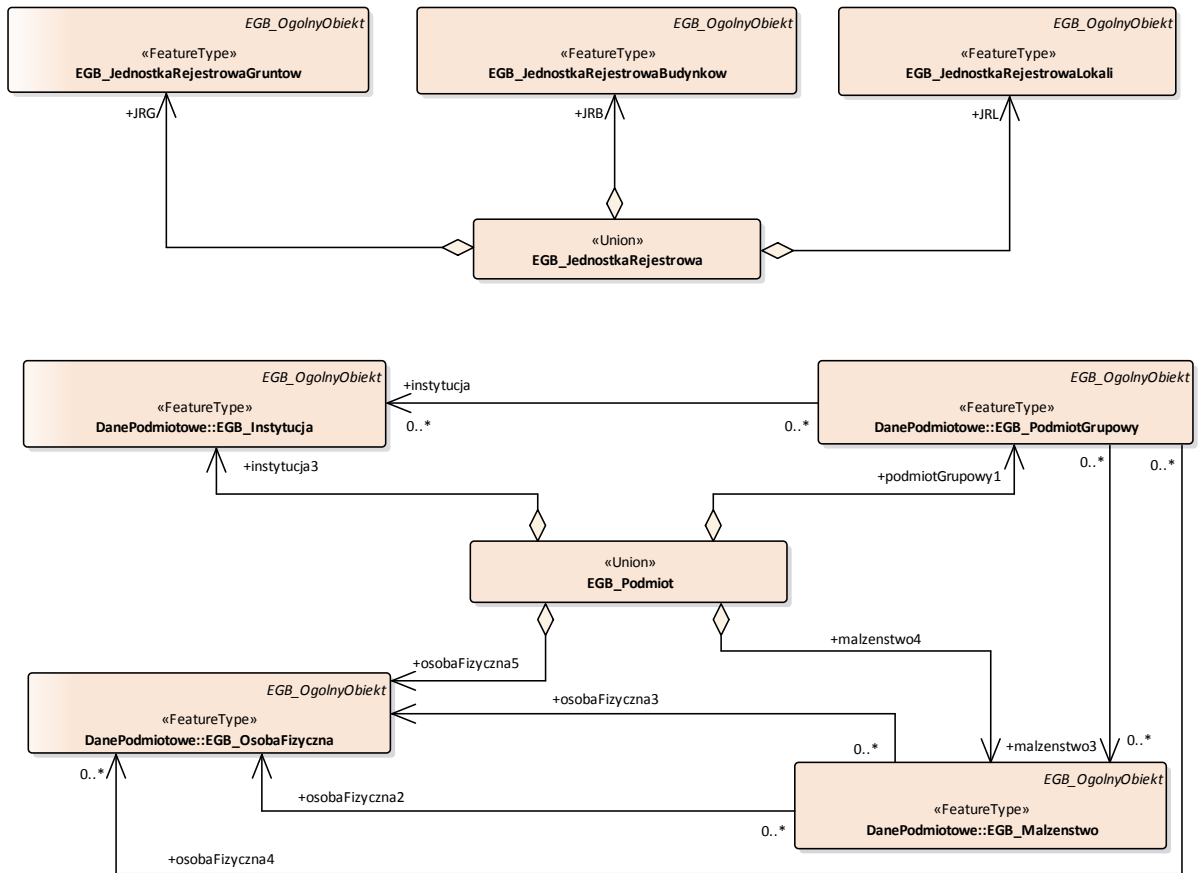 EGB_OgolnyObiekt
«FeatureType»
EGB_JednostkaRejestrowaGruntow
EGB_OgolnyObiekt
«FeatureType»
EGB_JednostkaRejestrowaBudynkow
EGB_OgolnyObiekt
«FeatureType»
EGB_JednostkaRejestrowaLokali
+JRG
+JRB
+JRL
«Union»
EGB_JednostkaRejestrowa
EGB_OgolnyObiekt
«FeatureType»
DanePodmiotowe::EGB_Instytucja
+instytucja
0..*
0..*
EGB_OgolnyObiekt
«FeatureType»
DanePodmiotowe::EGB_PodmiotGrupowy
+instytucja3
+podmiotGrupowy1
0..*
0..*
«Union»
EGB_Podmiot
+malzenstwo4
+osobaFizyczna5
EGB_OgolnyObiekt
«FeatureType»
DanePodmiotowe::EGB_OsobaFizyczna
+osobaFizyczna3
0..*
+malzenstwo3
0..*
0..*
+osobaFizyczna2
0..*
EGB_OgolnyObiekt
«FeatureType»
DanePodmiotowe::EGB_Malzenstwo
+osobaFizyczna4